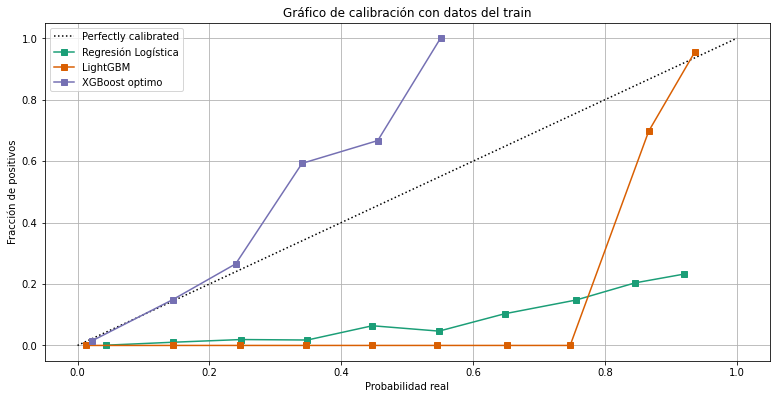 Gráfico de calibración con datos del train
Perfectly calibrated
Regresión Logística
LightGBM
XGBoost optimo
Fracción de positivos
1.0
0.8
0.6
0.4
0.2
0.0
0.0 0.2 0.4 0.6 0.8 1.0
Probabilidad real